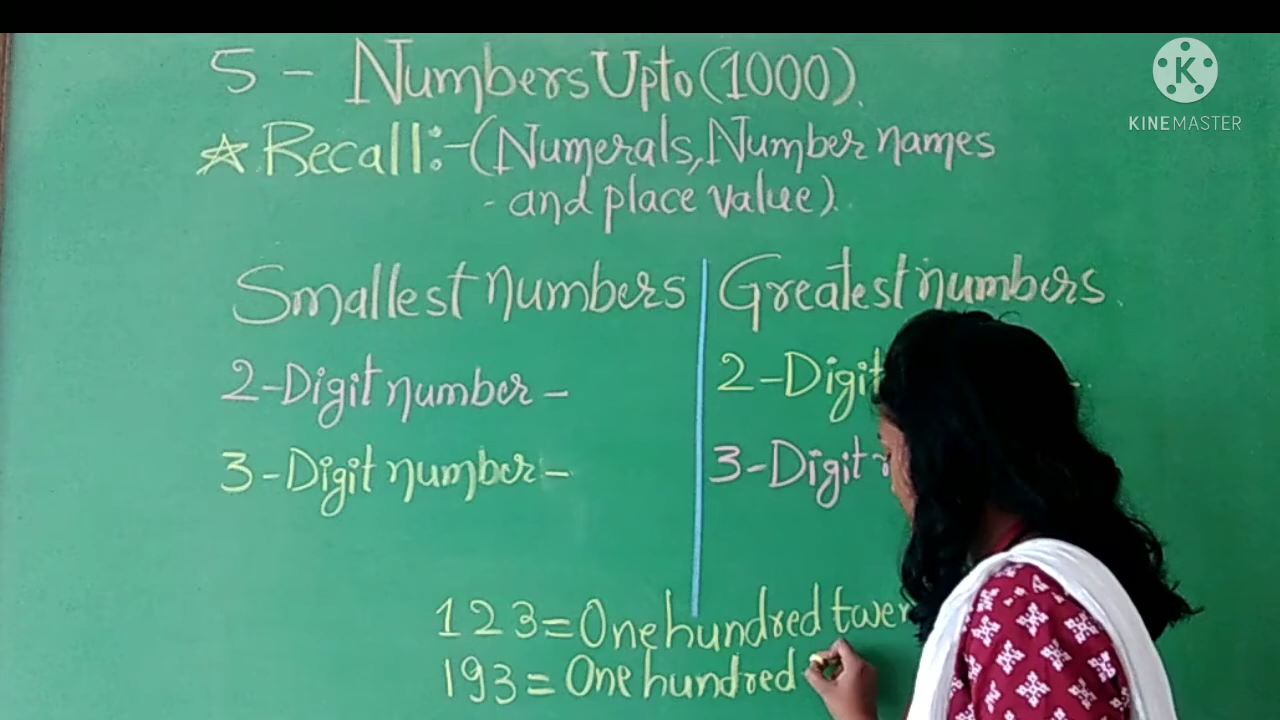 5 - Numbers Upto (1000).
☆ Recall:- (Numerals, Number names
- and place value).
Smallest numbers
2-Digit number -
3-Digit number -
Greatest numbers
2-Digit
3-Digit
123 = One hundred
193 = One hundred
KINEMASTER